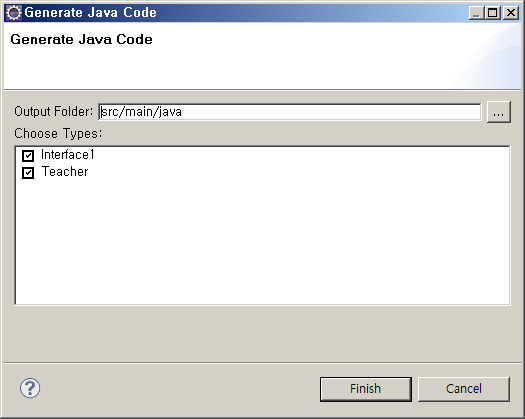 Generate Java Code
Generate Java Code
Output Folder: src/main/java ...
Choose Types:
Interface1
Teacher
? Finish Cancel